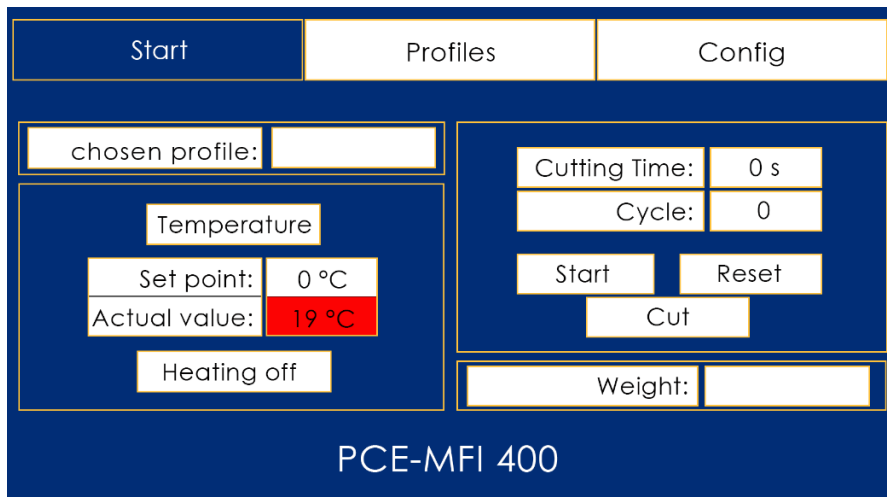 Start Profiles Config
chosen profile:
Temperature
Set point: 0 °C
Actual value: 19 °C
Heating off
Cutting Time: 0 s
Cycle: 0
Start Reset
Cut
Weight:
PCE-MFI 400